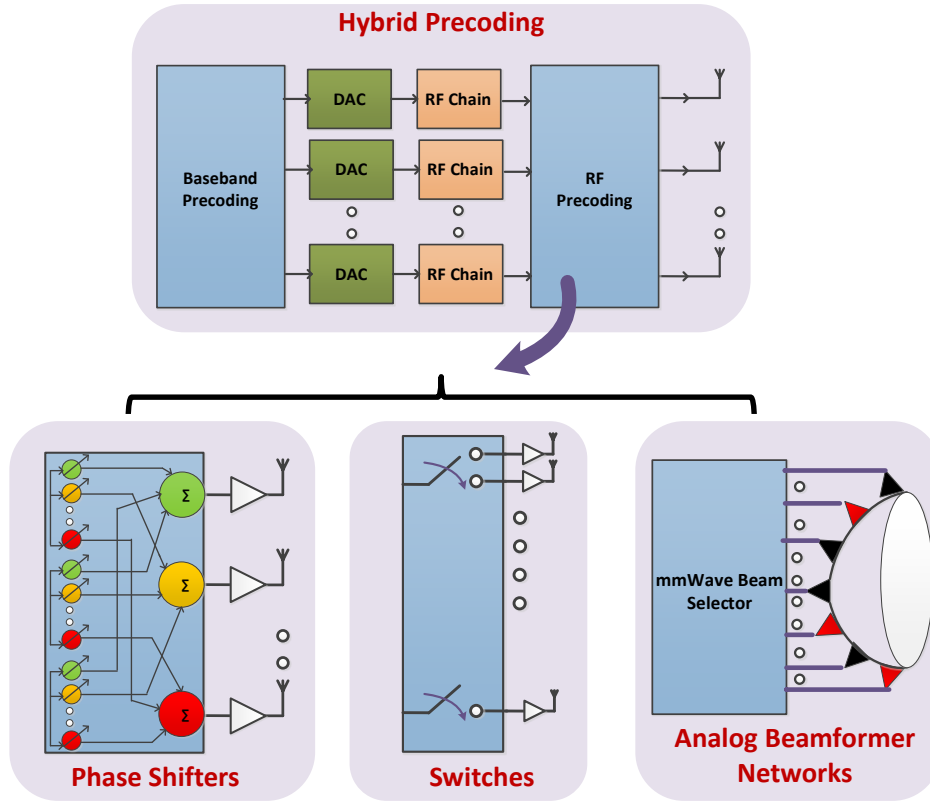 Hybrid Precoding
DAC
RF Chain
DAC
RF Chain
Baseband
Precoding
RF
Precoding
DAC
RF Chain
Σ
Σ
Σ
mmWave Beam
Selector
Phase Shifters
Switches
Analog Beamformer
Networks